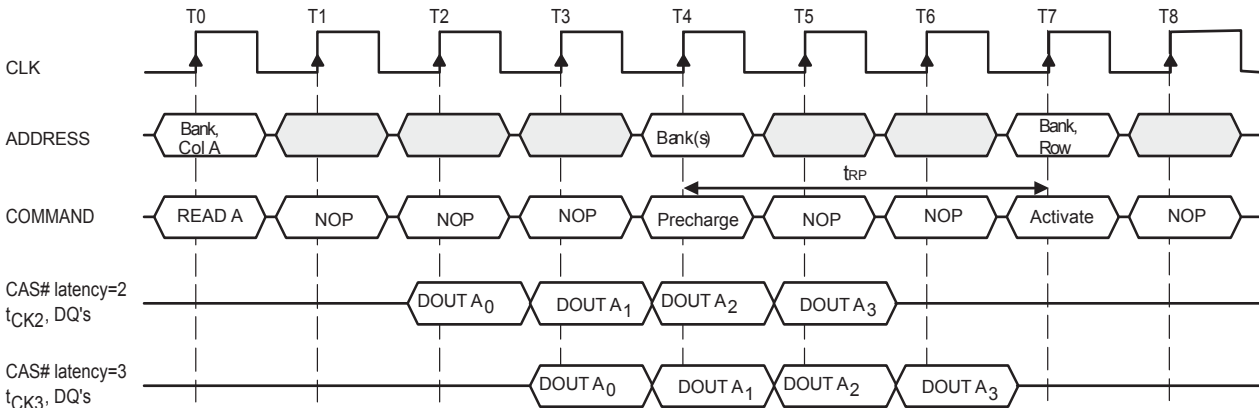 T0 T1 T2 T3 T4 T5 T6 T7 T8
CLK
ADDRESS
Bank,
Col A
Bank(s)
Bank,
Row
tRP
COMMAND
READ A NOP NOP NOP Precharge NOP NOP Activate NOP
CAS# latency=2
tCK2, DQ's
DOUT A0 DOUT A1 DOUT A2 DOUT A3
CAS# latency=3
tCK3, DQ's
DOUT A0 DOUT A1 DOUT A2 DOUT A3